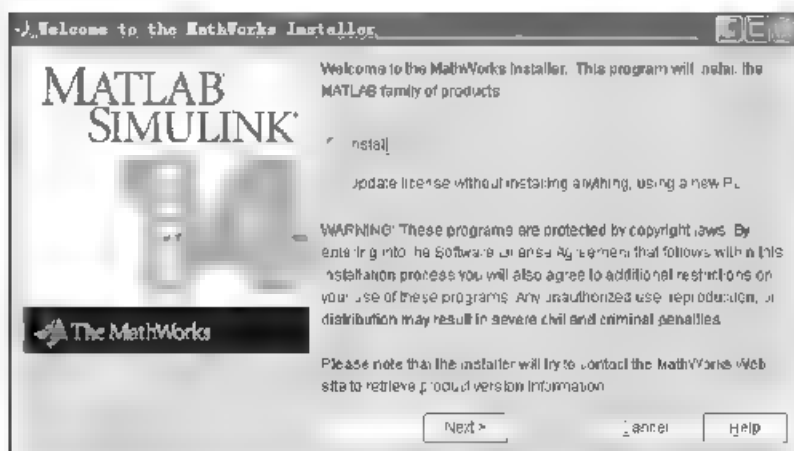 Welcome to the MathWorks Installer
MATLAB
SIMULINK
14
The MathWorks
Welcome to the MathWorks Installer. This program will install the
MATLAB family of products
Install
Update license without installing anything, using a new PL
WARNING: These programs are protected by copyright laws. By
entering into the Software License Agreement that follows within this
installation process you will also agree to additional restrictions on
your use of these programs. Any unauthorized use, reproduction, or
distribution may result in severe civil and criminal penalties
Please note that the installer will try to contact the MathWorks Web
site to retrieve product version information
Next >
Cancel
Help